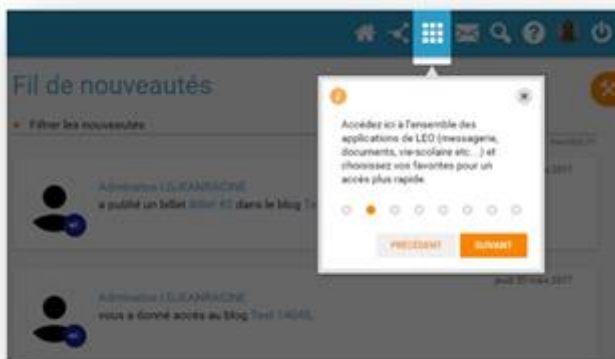 Fil de nouveautés
Filtrer les nouveautés
Accédez ici à l'ensemble des
applications de LEO (messagerie,
documents, vie-scolaire etc...) et
choisissez vos favorites pour un
accès plus rapide.
PRÉCÉDENT SUIVANT
a publié un billet dans le blog
2017
jeudi 30 mars 2017
vous a donné accès au blog Test